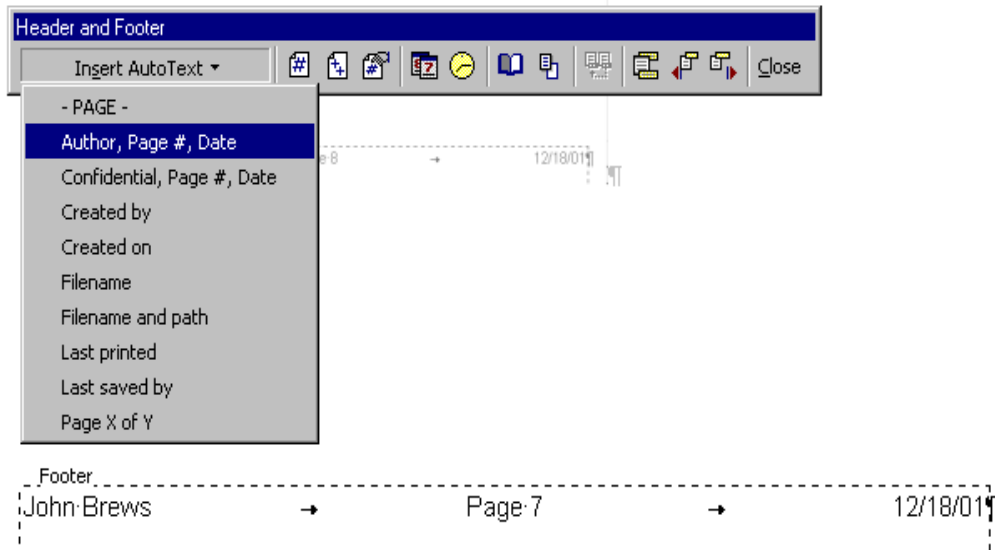 Header and Footer
Insert AutoText
Close
- PAGE -
Author, Page #, Date
Confidential, Page #, Date
Created by
Created on
Filename
Filename and path
Last printed
Last saved by
Page X of Y
e·8 → 12/18/01¶
¶
Footer
John·Brews → Page·7 → 12/18/01¶